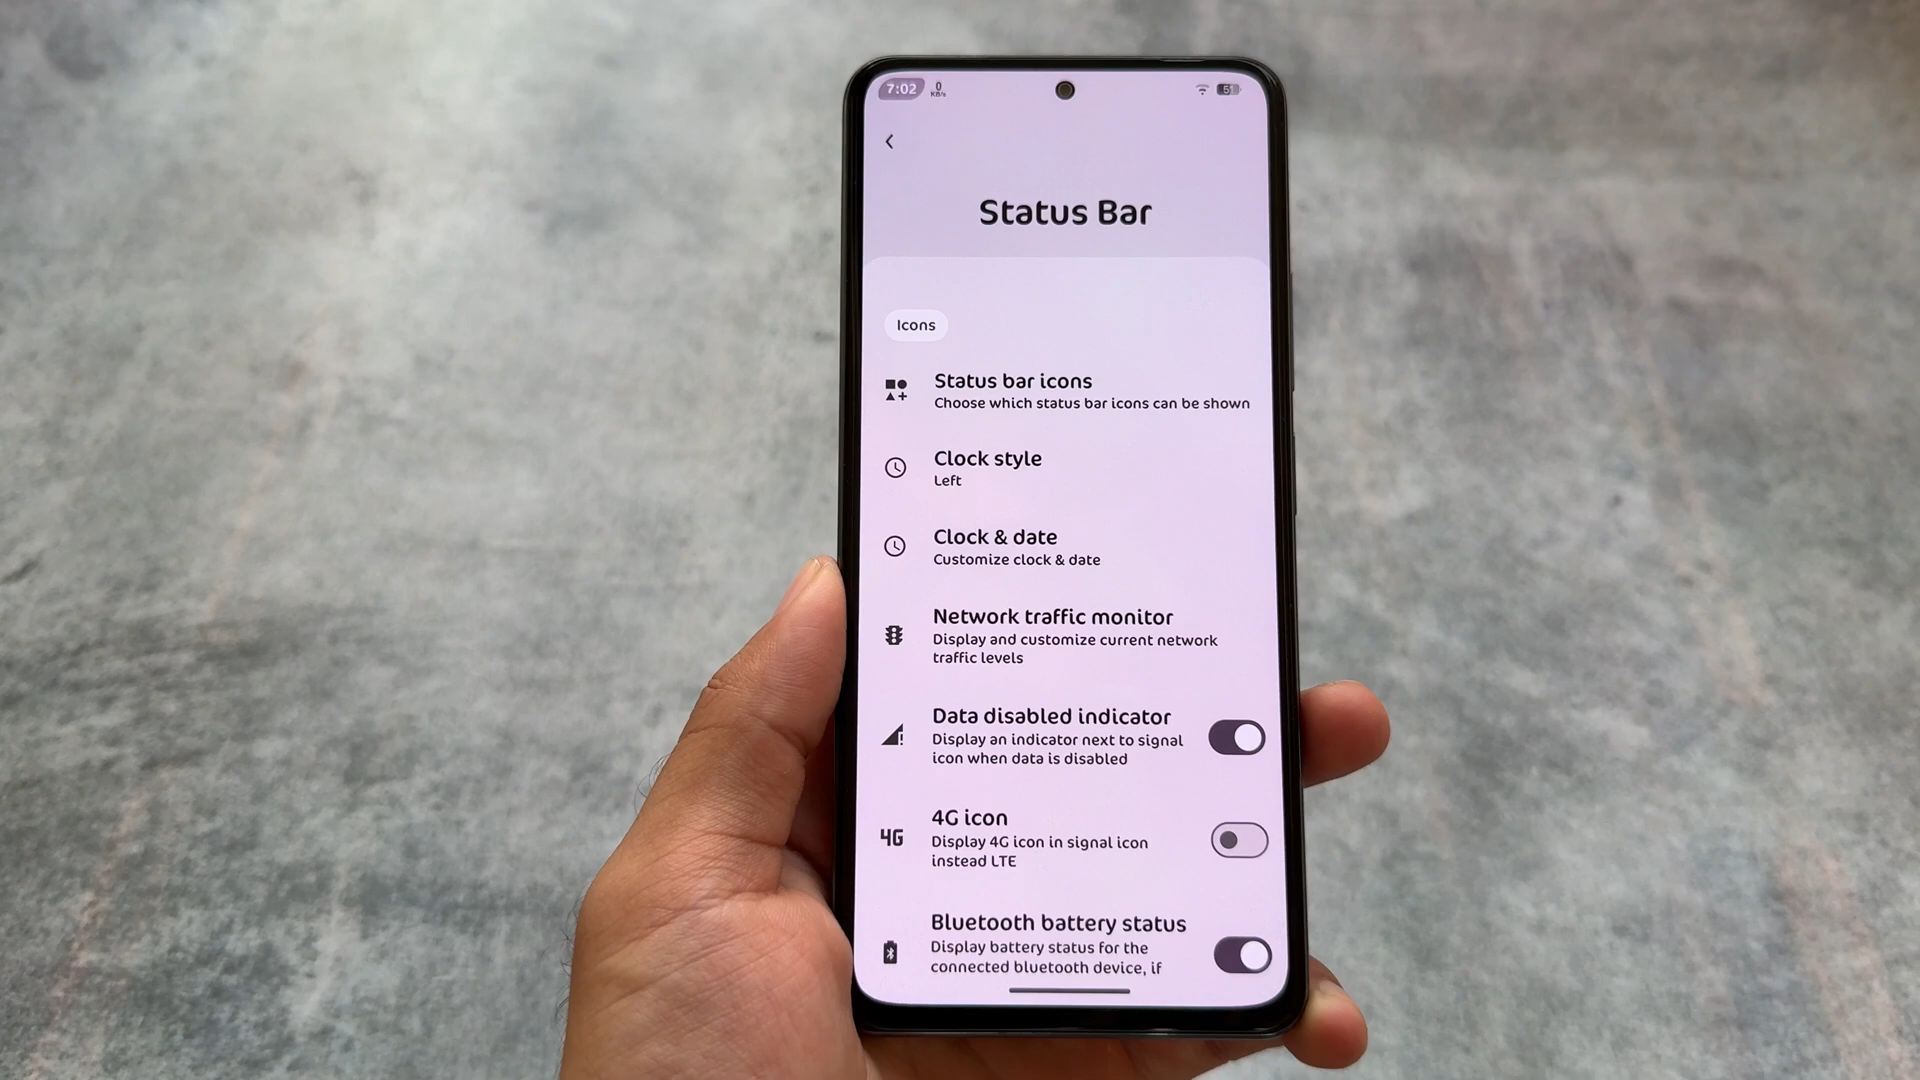 7:02
0
KB/s
51
Status Bar
Icons
Status bar icons
Choose which status bar icons can be shown
Clock style
Left
Clock & date
Customize clock & date
Network traffic monitor
Display and customize current network
traffic levels
Data disabled indicator
Display an indicator next to signal
icon when data is disabled
4G
4G icon
Display 4G icon in signal icon
instead LTE
Bluetooth battery status
Display battery status for the
connected bluetooth device, if